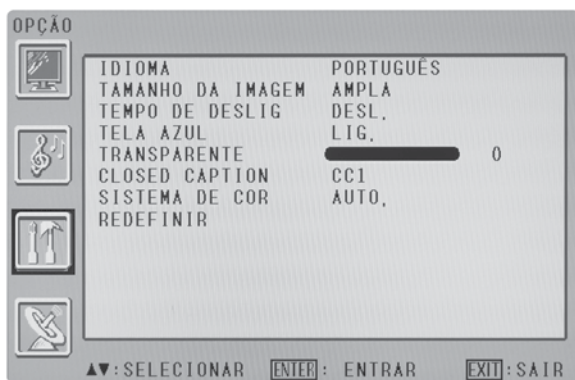 OPÇÃO
IDIOMA PORTUGUÊS
TAMANHO DA IMAGEM AMPLA
TEMPO DE DESLIG DESL.
TELA AZUL LIG.
TRANSPARENTE 0
CLOSED CAPTION CC1
SISTEMA DE COR AUTO.
REDEFINIR
▲▼:SELECIONAR ENTER: ENTRAR EXIT:SAIR